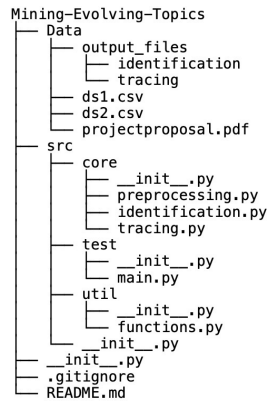 Mining-Evolving-Topics
├── Data
│   ├── output_files
│   │   ├── identification
│   │   └── tracing
│   ├── ds1.csv
│   ├── ds2.csv
│   └── projectproposal.pdf
├── src
│   ├── core
│   │   ├── __init__.py
│   │   ├── preprocessing.py
│   │   ├── identification.py
│   │   └── tracing.py
│   ├── test
│   │   ├── __init__.py
│   │   └── main.py
│   ├── util
│   │   ├── __init__.py
│   │   └── functions.py
│   └── __init__.py
├── __init__.py
├── .gitignore
└── README.md